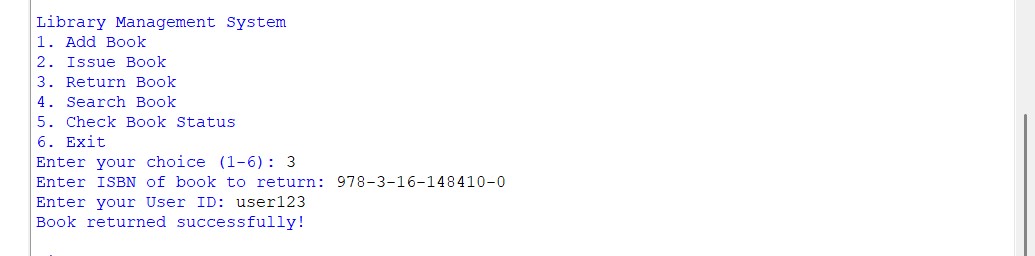 Library Management System
1. Add Book
2. Issue Book
3. Return Book
4. Search Book
5. Check Book Status
6. Exit
Enter your choice (1-6): 3
Enter ISBN of book to return: 978-3-16-148410-0
Enter your User ID: user123
Book returned successfully!